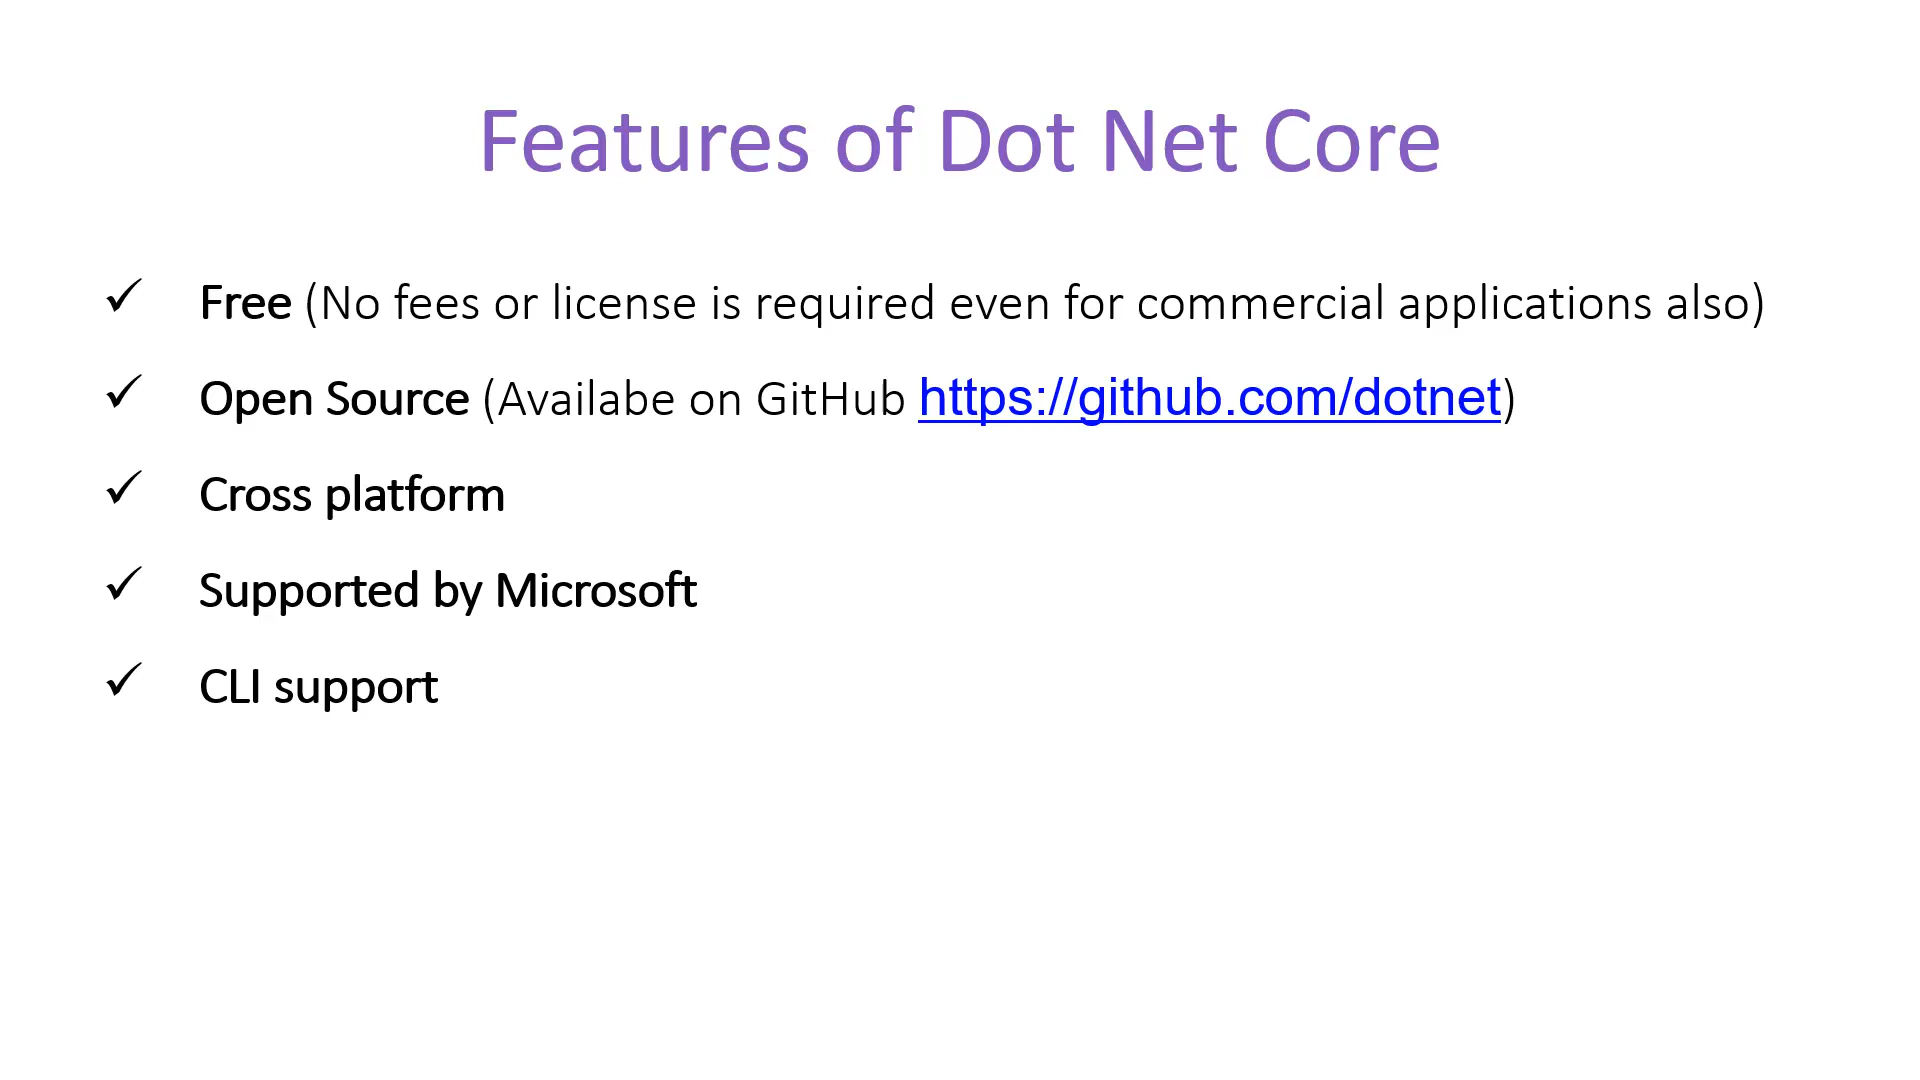 Features of Dot Net Core
✓ Free (No fees or license is required even for commercial applications also)
✓ Open Source (Availabe on GitHub https://github.com/dotnet)
✓ Cross platform
✓ Supported by Microsoft
✓ CLI support